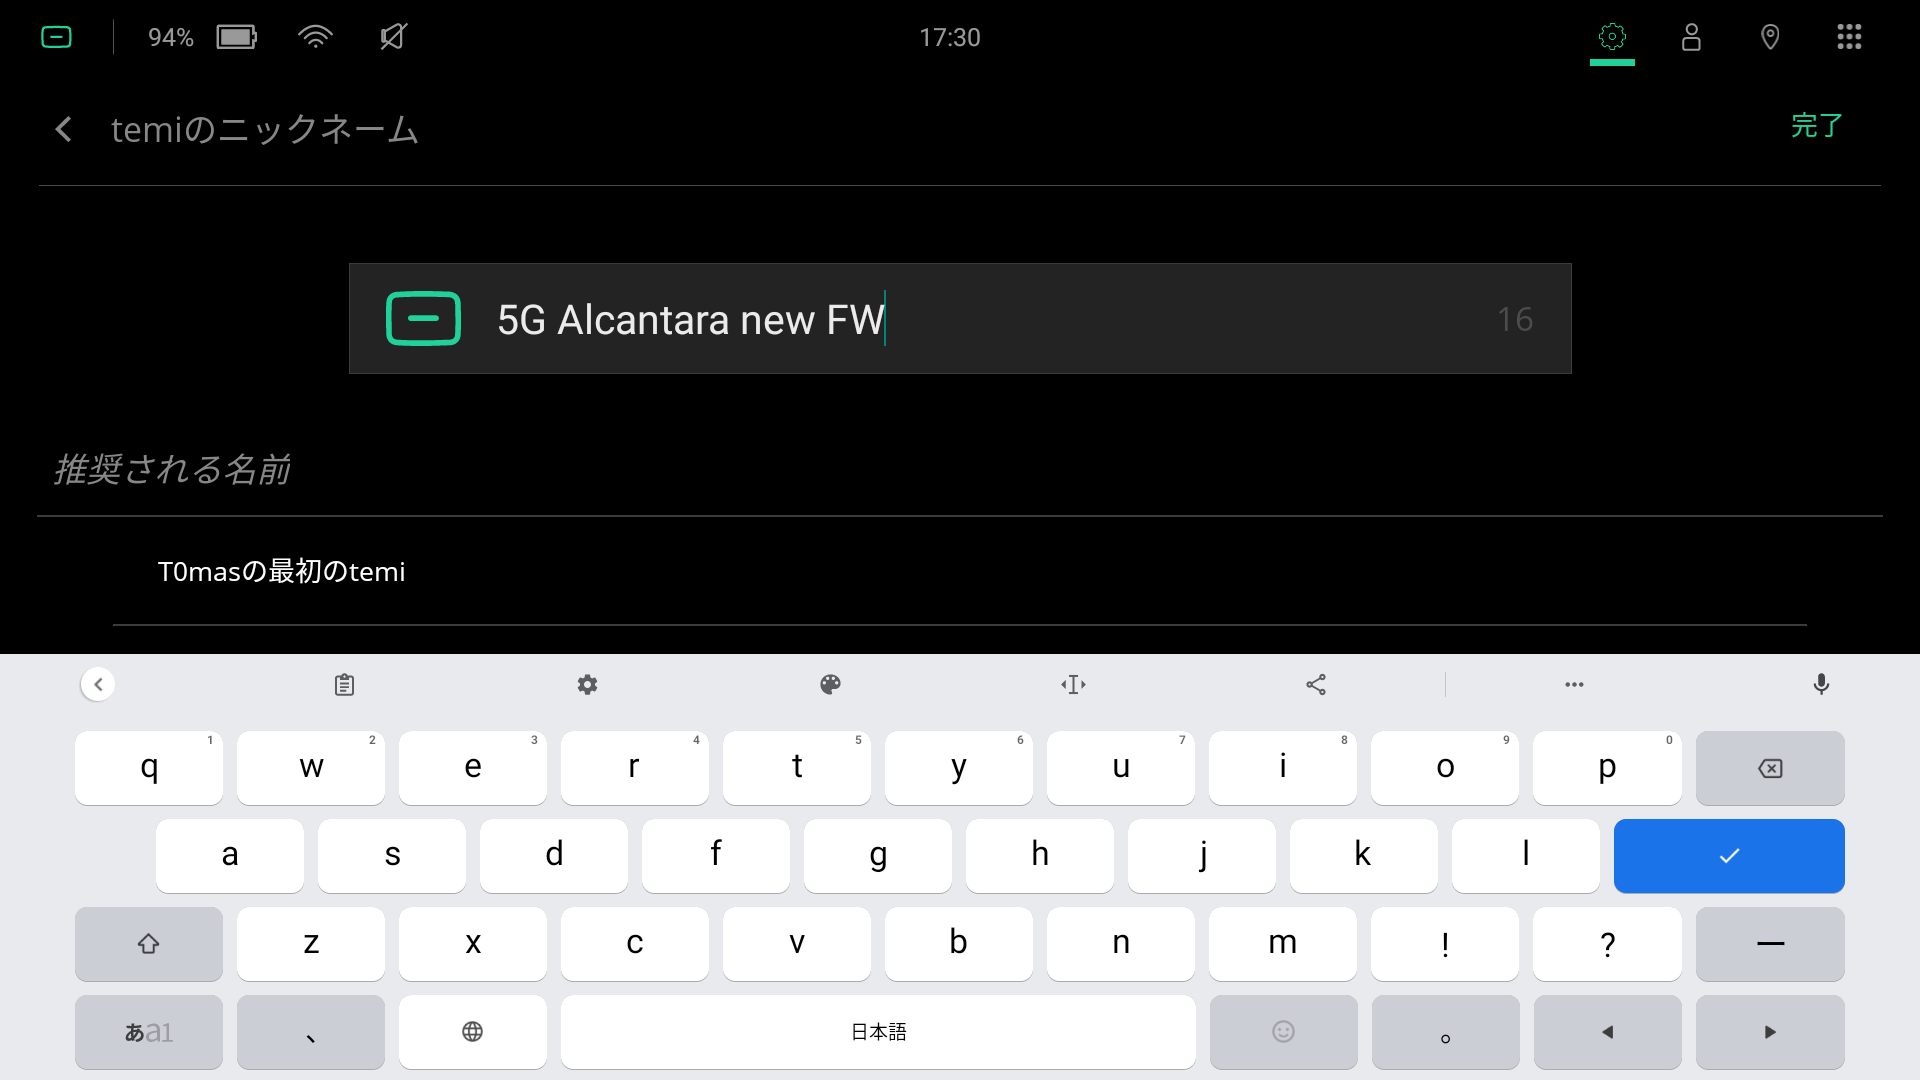 94%
17:30
temiのニックネーム
完了
5G Alcantara new FW
16
推奨される名前
T0masの最初のtemi
q 1 w 2 e 3 r 4 t 5 y 6 u 7 i 8 o 9 p 0
a s d f g h j k l
z x c v b n m ! ? ー
あa1 、 日本語 。